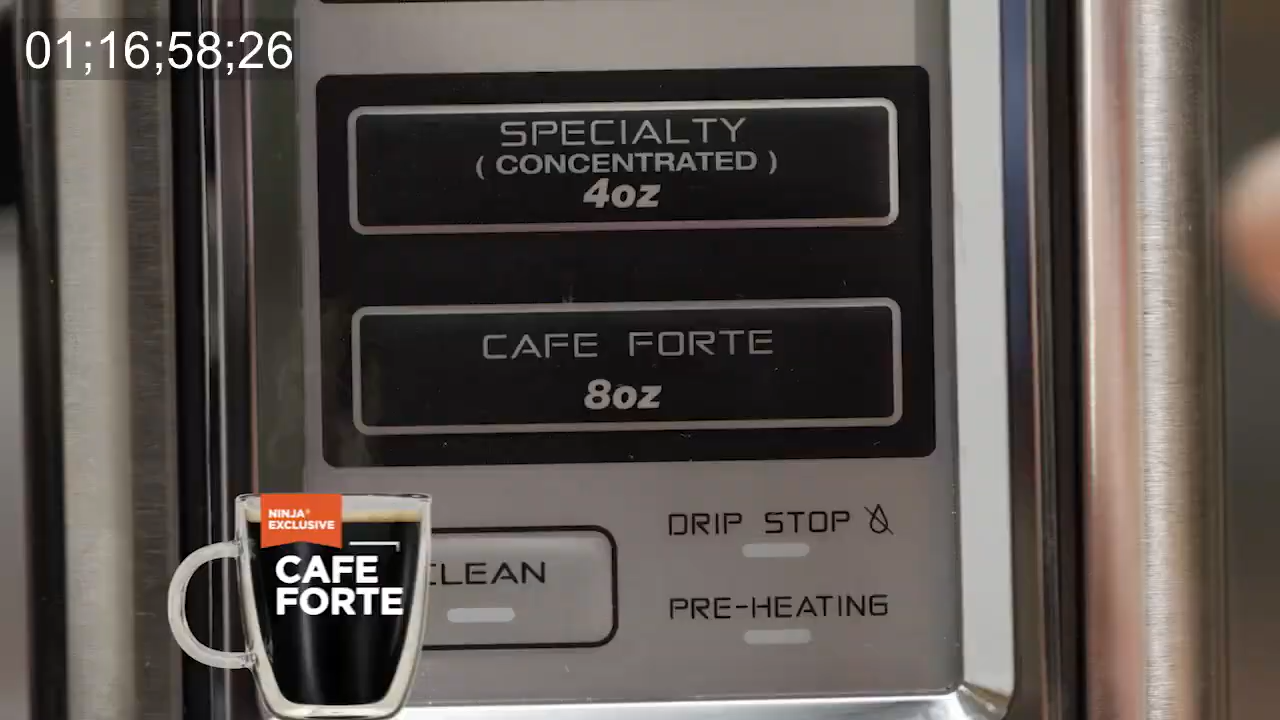 01;16;58;26
SPECIALTY
( CONCENTRATED )
4oz
CAFE FORTE
8oz
NINJA®
EXCLUSIVE
CAFE
FORTE
CLEAN
DRIP STOP
PRE-HEATING